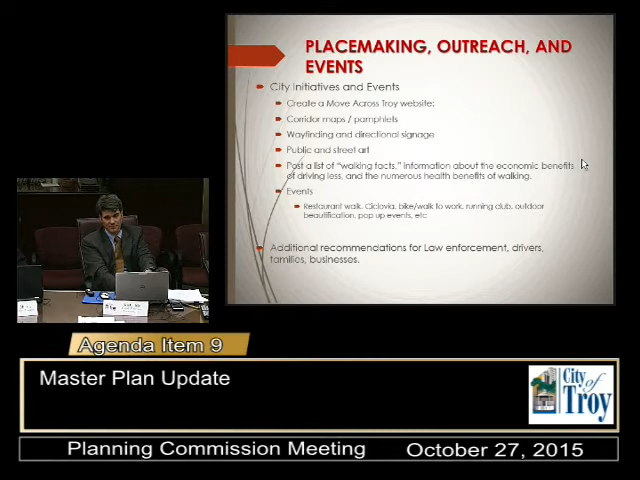 PLACEMAKING, OUTREACH, AND
EVENTS
City Initiatives and Events
Create a Move Across Troy website:
Corridor maps / pamphlets
Wayfinding and directional signage
Public and street art
Post a list of "walking facts," information about the economic benefits
of driving less, and the numerous health benefits of walking.
Events
Restaurant walk, Ciclovia, bike/walk to work, running club, outdoor
beautification, pop up events, etc
Additional recommendations for Law enforcement, drivers,
families, businesses.
Agenda Item 9
Master Plan Update
City
of
Troy
Planning Commission Meeting October 27, 2015